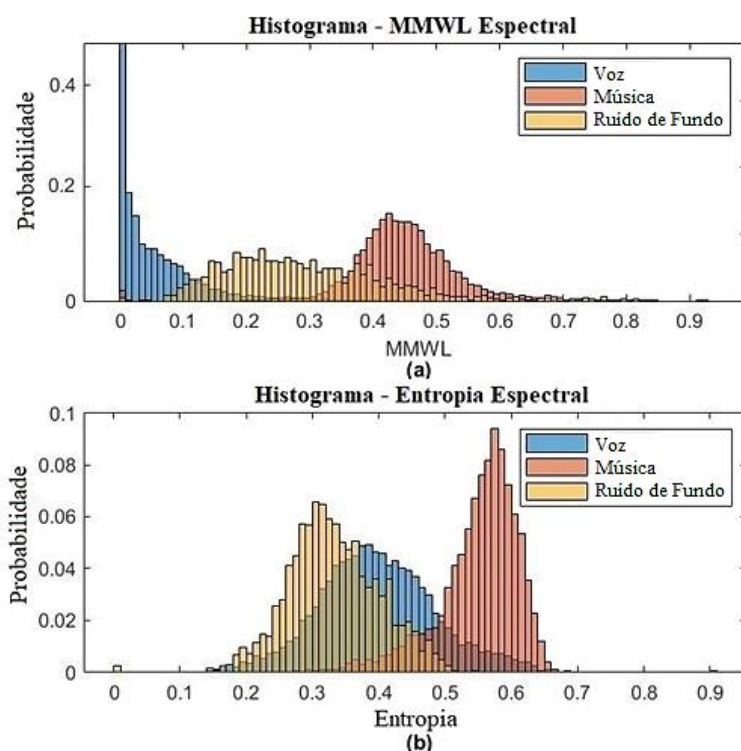 Histograma - MMWL Espectral
Probabilidade
0.4
0.2
0
Voz
Música
Ruído de Fundo
0 0.1 0.2 0.3 0.4 0.5 0.6 0.7 0.8 0.9
MMWL
(a)
Histograma - Entropia Espectral
Probabilidade
0.1
0.08
0.06
0.04
0.02
0
Voz
Música
Ruído de Fundo
0 0.1 0.2 0.3 0.4 0.5 0.6 0.7 0.8 0.9
Entropia
(b)